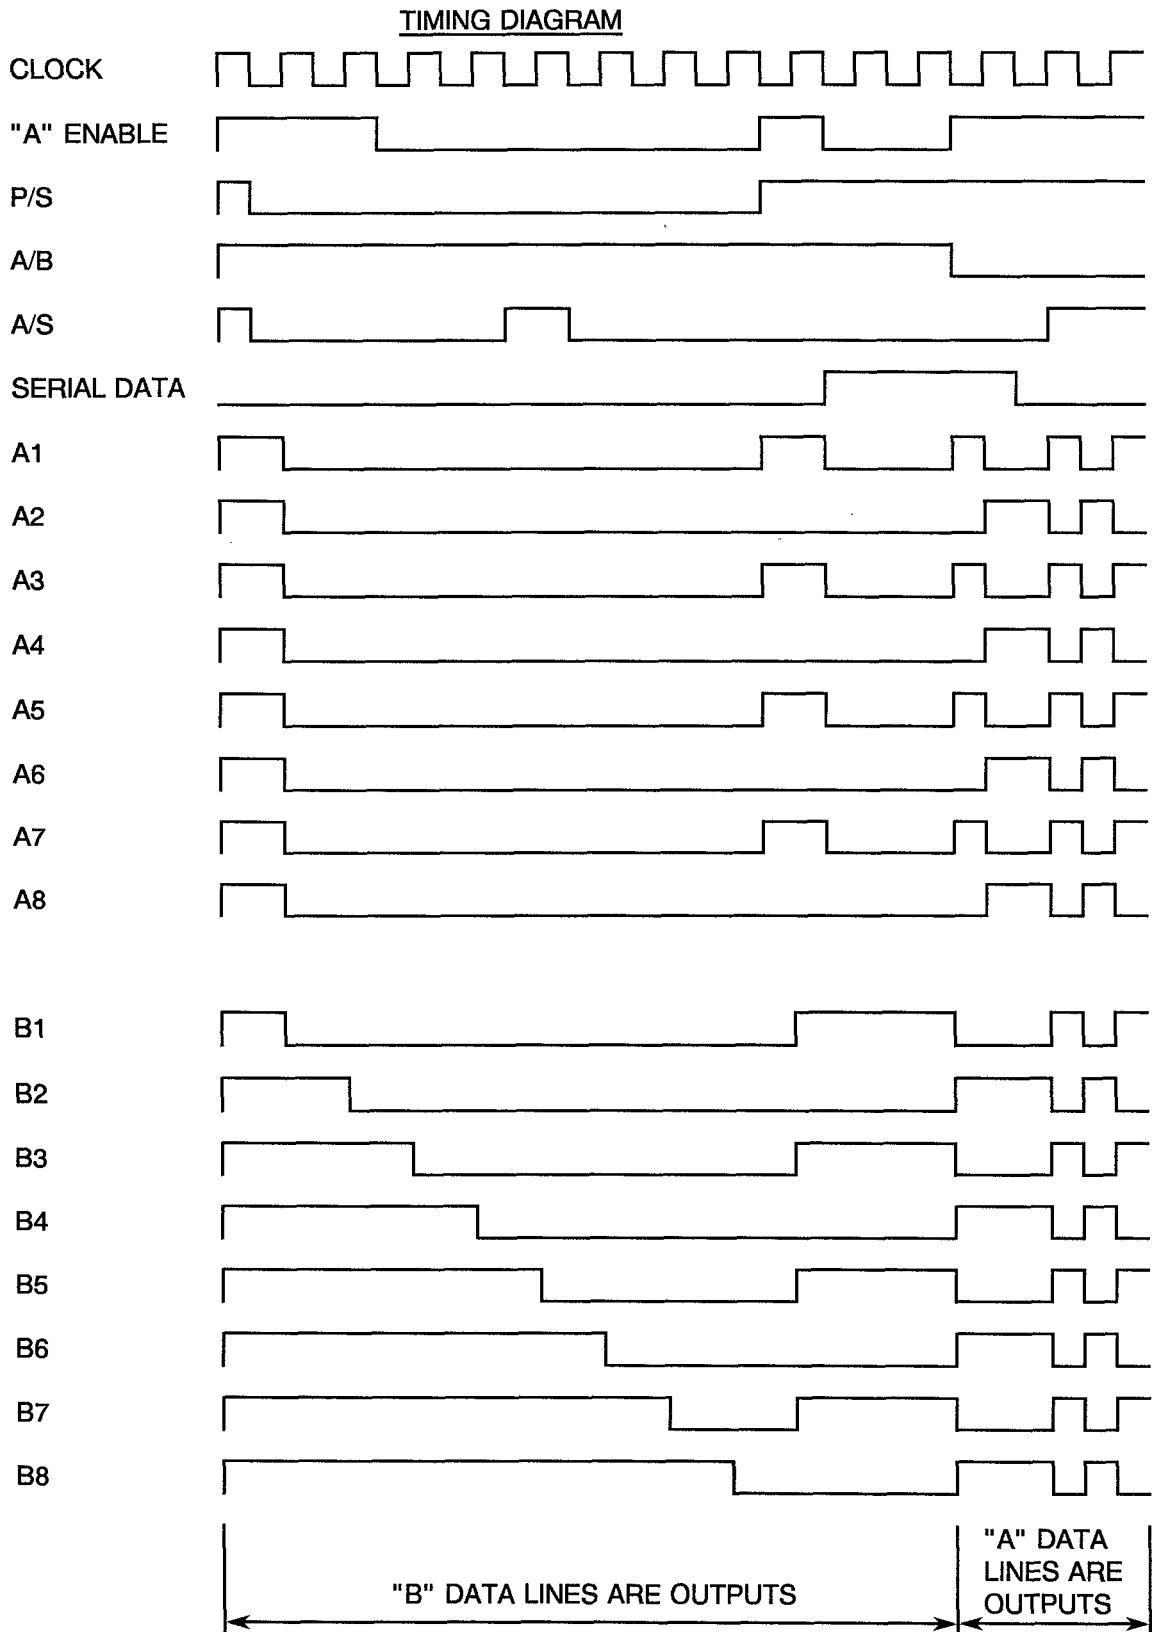 TIMING DIAGRAM
CLOCK
"A" ENABLE
P/S
A/B
A/S
SERIAL DATA
A1
A2
A3
A4
A5
A6
A7
A8
B1
B2
B3
B4
B5
B6
B7
B8
"B" DATA LINES ARE OUTPUTS
"A" DATA
LINES ARE
OUTPUTS